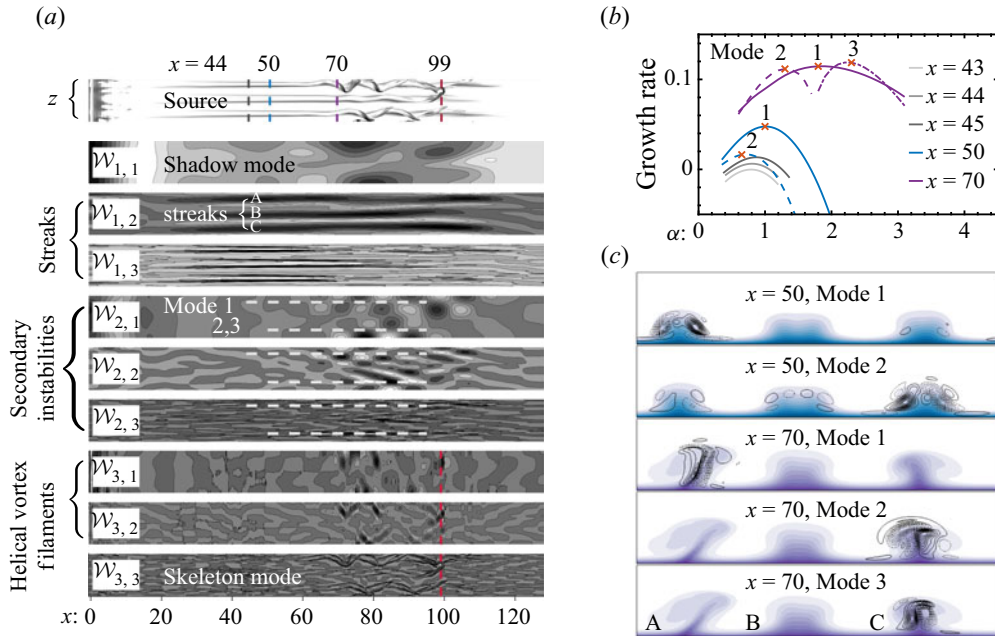 (a)
x = 44 50 70 99
z
Source
W1, 1 Shadow mode
Streaks
W1, 2 streaks A B C
W1, 3
Secondary instabilities
W2, 1 Mode 1
2,3
W2, 2
W2, 3
Helical vortex filaments
W3, 1
W3, 2
W3, 3 Skeleton mode
x: 0 20 40 60 80 100 120
(b)
Growth rate
0.1
0
Mode
2 1 3
1
2
x = 43
x = 44
x = 45
x = 50
x = 70
α: 0 1 2 3 4
(c)
x = 50, Mode 1
x = 50, Mode 2
x = 70, Mode 1
x = 70, Mode 2
x = 70, Mode 3
A B C